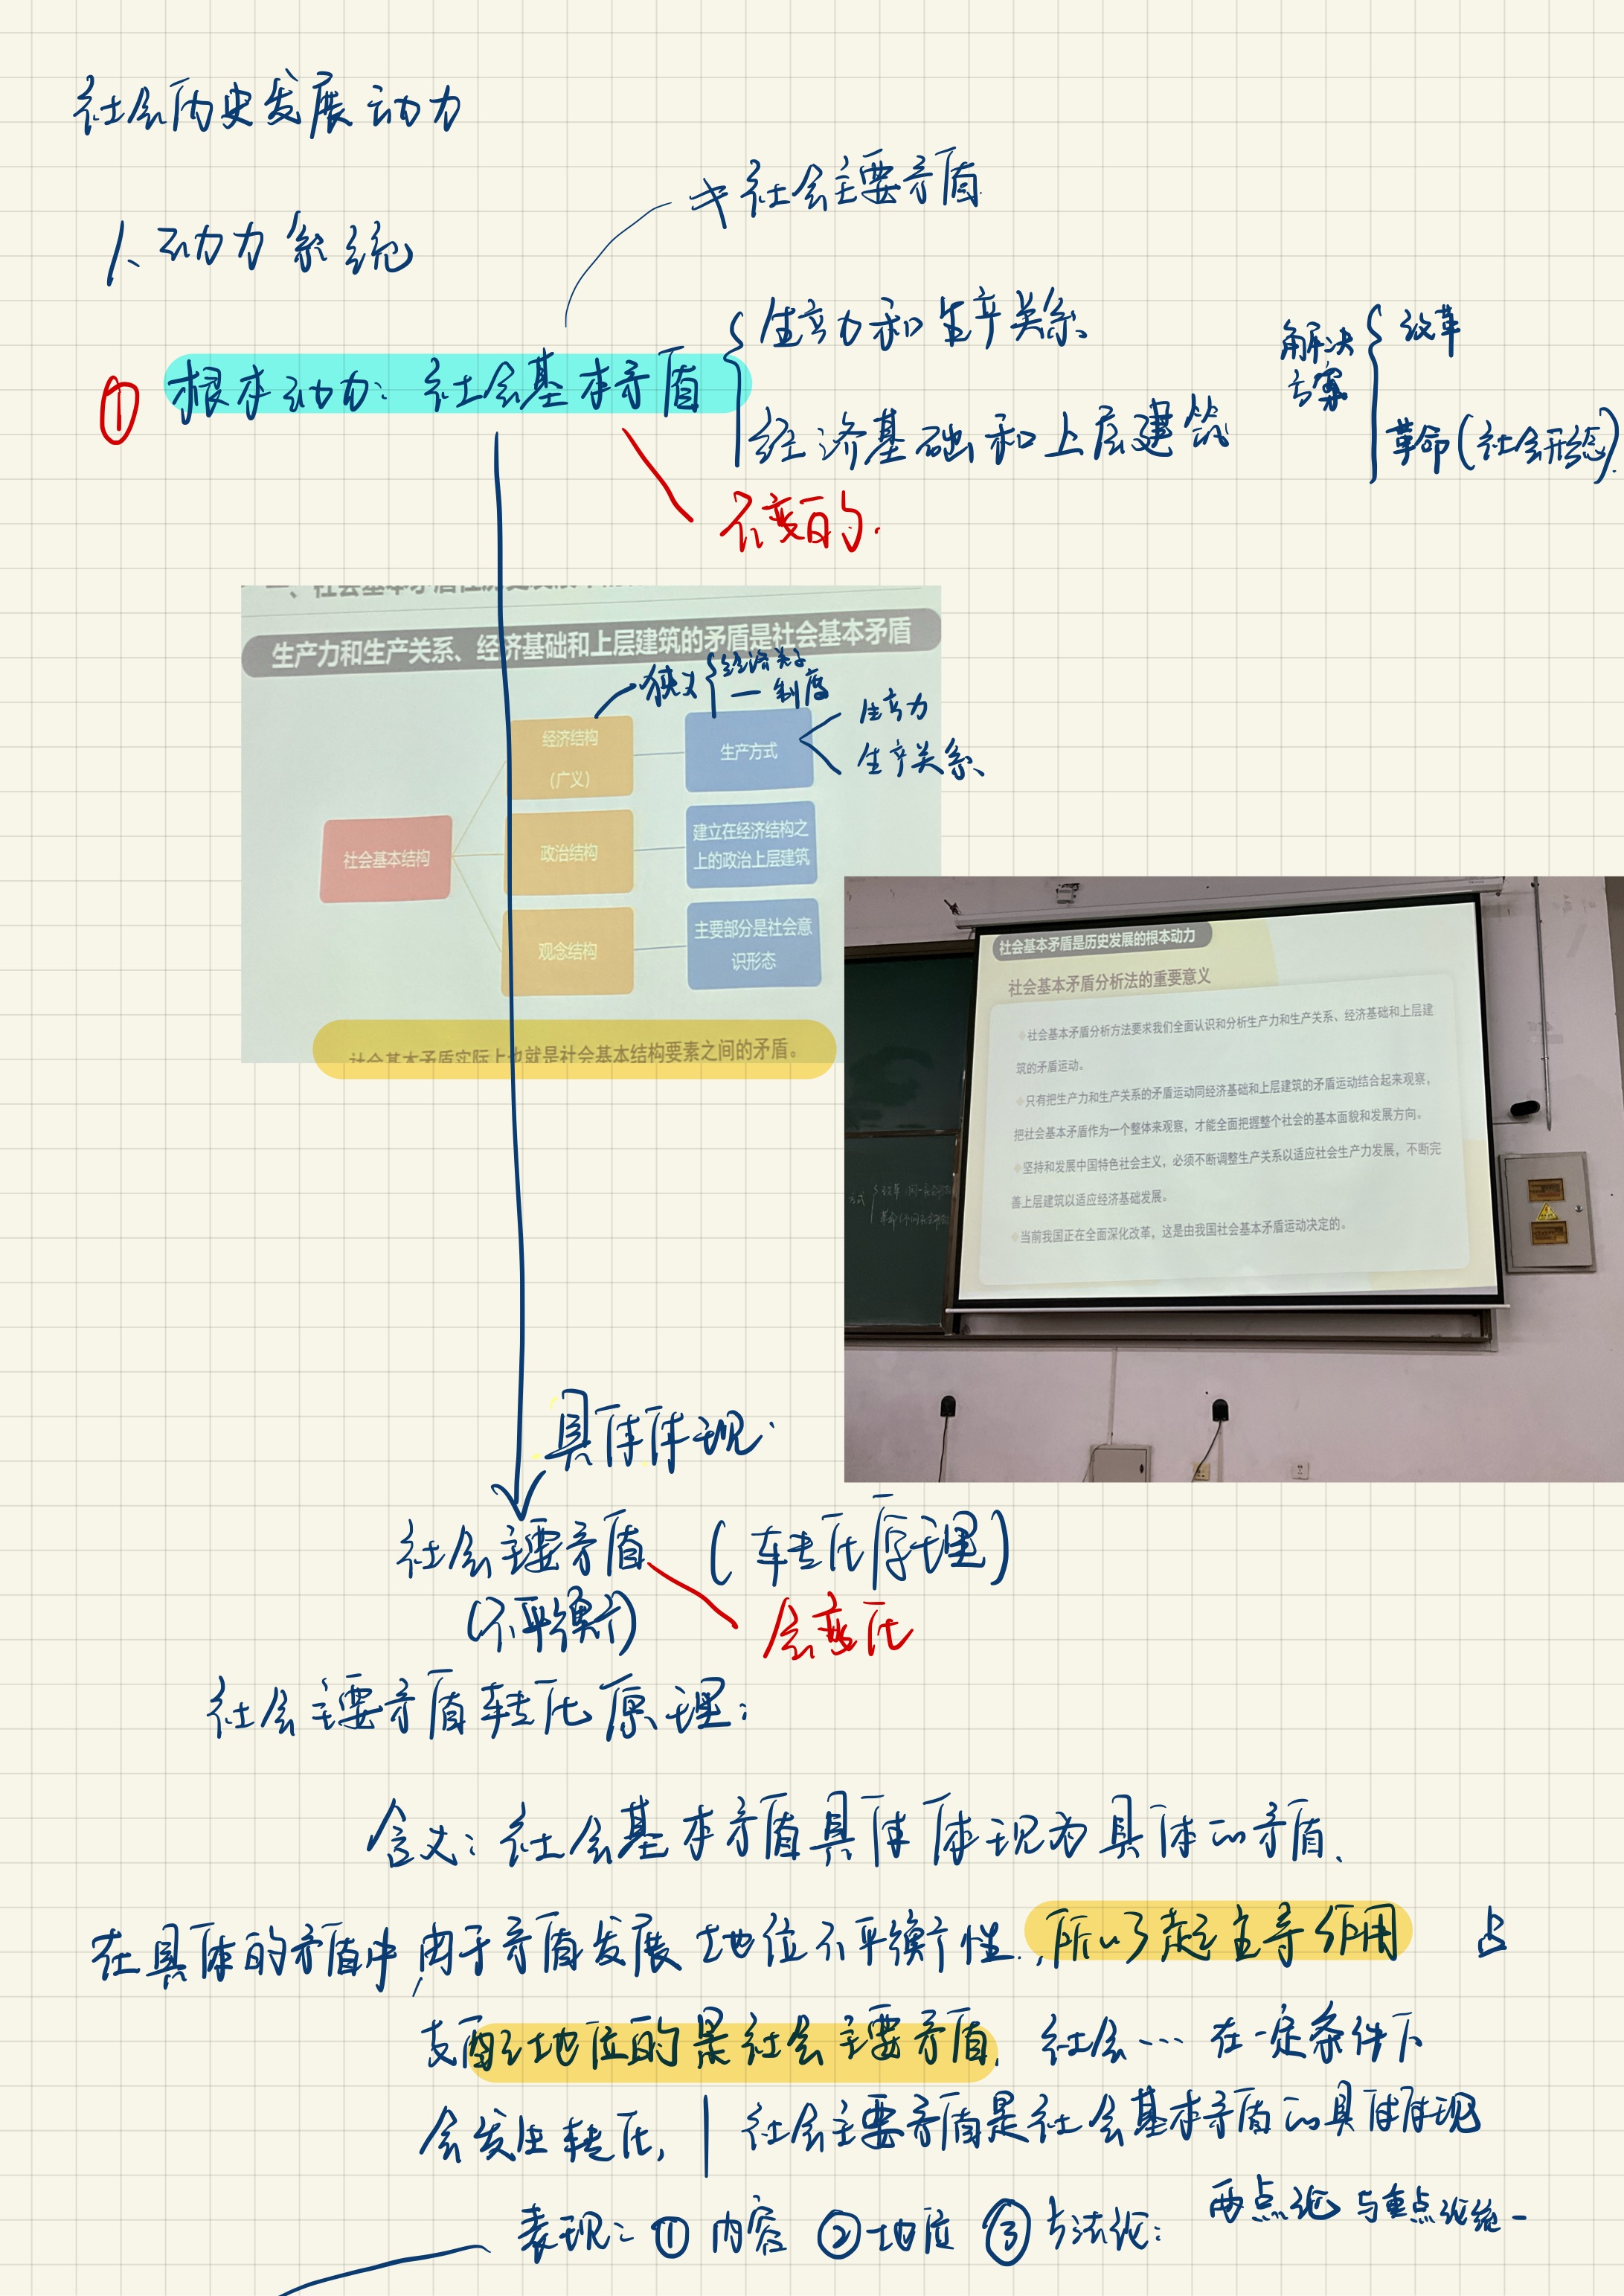 社会历史发展动力
社会主要矛盾
1、动力系统
生产力和生产关系
① 根本动力：社会基本矛盾
经济基础和上层建筑
解决
方案
改革
革命（社会形态）
不变的.
生产力和生产关系、经济基础和上层建筑的矛盾是社会基本矛盾
狭义
经济关系
一 制度
生产力
生产关系
经济结构
（广义）
生产方式
社会基本结构
政治结构
建立在经济结构之
上的政治上层建筑
观念结构
主要部分是社会意
识形态
社会基本矛盾实际上也就是社会基本结构要素之间的矛盾。
社会基本矛盾是历史发展的根本动力
社会基本矛盾分析法的重要意义
社会基本矛盾分析方法要求我们全面认识和分析生产力和生产关系、经济基础和上层建
筑的矛盾运动。
只有把生产力和生产关系的矛盾运动同经济基础和上层建筑的矛盾运动结合起来观察，
把社会基本矛盾作为一个整体来观察，才能全面把握整个社会的基本面貌和发展方向。
坚持和发展中国特色社会主义，必须不断调整生产关系以适应社会生产力发展，不断完
善上层建筑以适应经济基础发展。
当前我国正在全面深化改革，这是由我国社会基本矛盾运动决定的。
具体体现：
社会主要矛盾（转化原理）
（不平衡） 会变化
社会主要矛盾转化原理：
含义：社会基本矛盾具体体现为具体的矛盾、
在具体的矛盾中，由于矛盾发展地位不平衡性.，所以起主导作用 占
支配地位的是社会主要矛盾. 社会… 在一定条件下
会发生转化，| 社会主要矛盾是社会基本矛盾的具体体现
表现：① 内容 ② 地位 ③ 方法论： 两点论与重点论统一